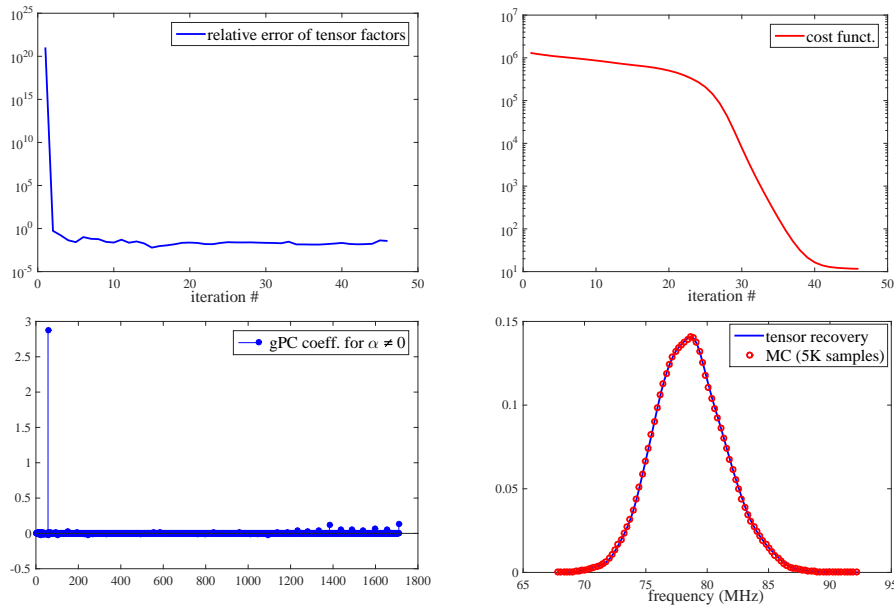 10^25
10^20
10^15
10^10
10^5
10^0
10^-5
0 10 20 30 40 50
iteration #
relative error of tensor factors
10^7
10^6
10^5
10^4
10^3
10^2
10^1
0 10 20 30 40 50
iteration #
cost funct.
3
2.5
2
1.5
1
0.5
0
-0.5
0 200 400 600 800 1000 1200 1400 1600 1800
gPC coeff. for α ≠ 0
0.15
0.1
0.05
0
65 70 75 80 85 90 95
frequency (MHz)
tensor recovery
MC (5K samples)